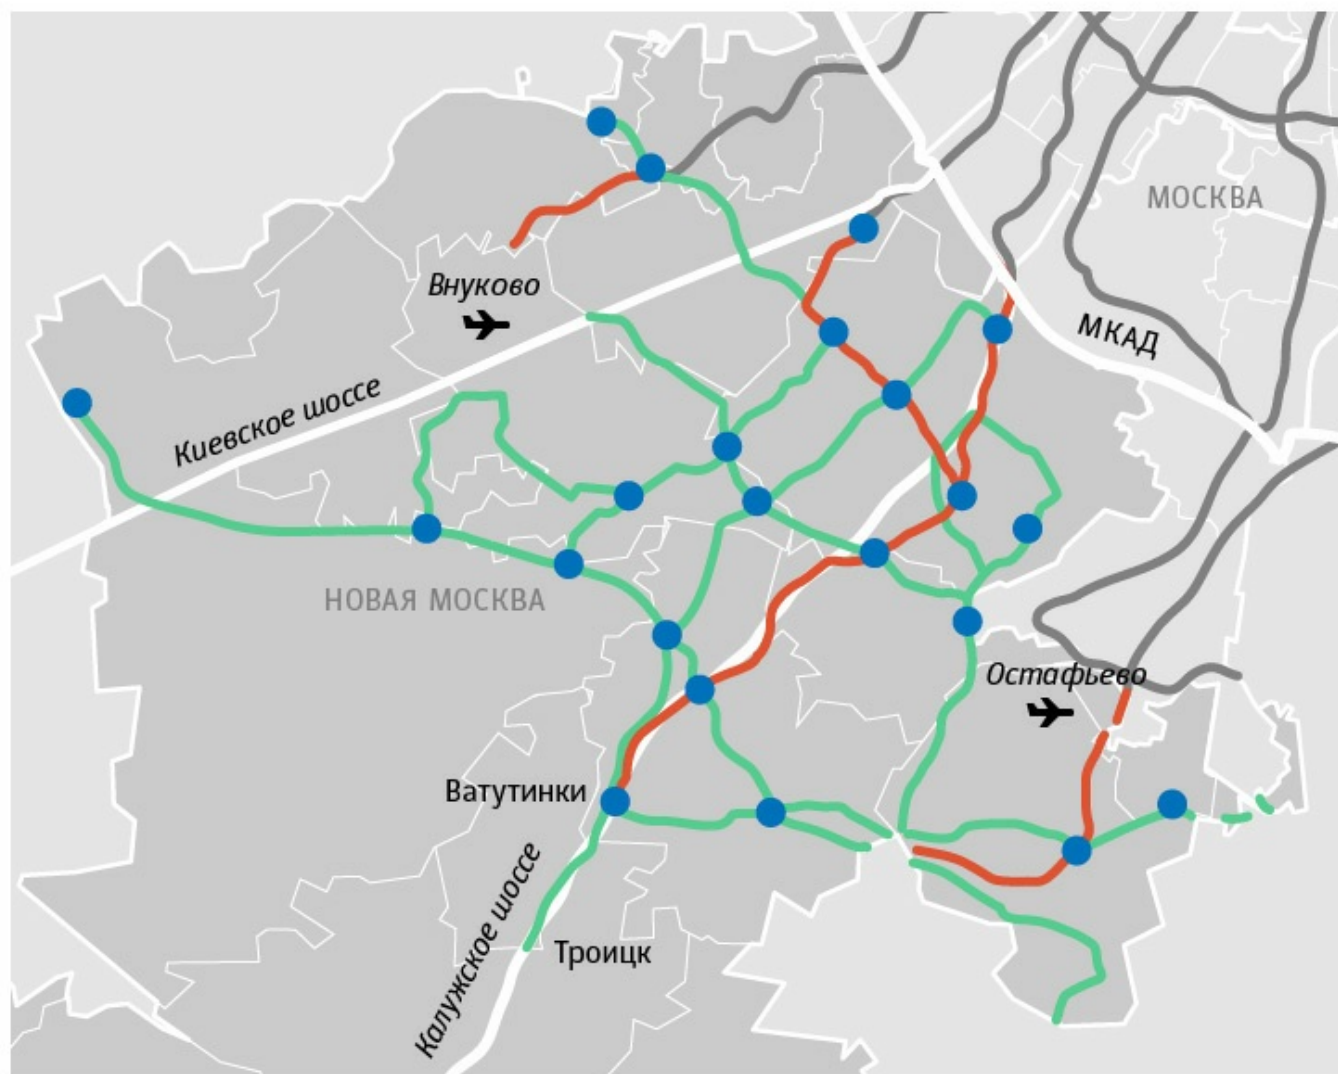 МОСКВА
Внуково
МКАД
Киевское шоссе
НОВАЯ МОСКВА
Остафьево
Ватутинки
Калужское шоссе
Троицк